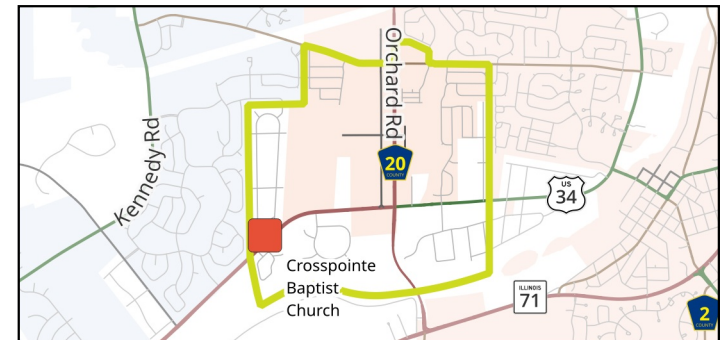 Orchard Rd
Kennedy Rd
20
COUNTY
US
34
Crosspointe
Baptist
Church
ILLINOIS
71
2
COUNTY